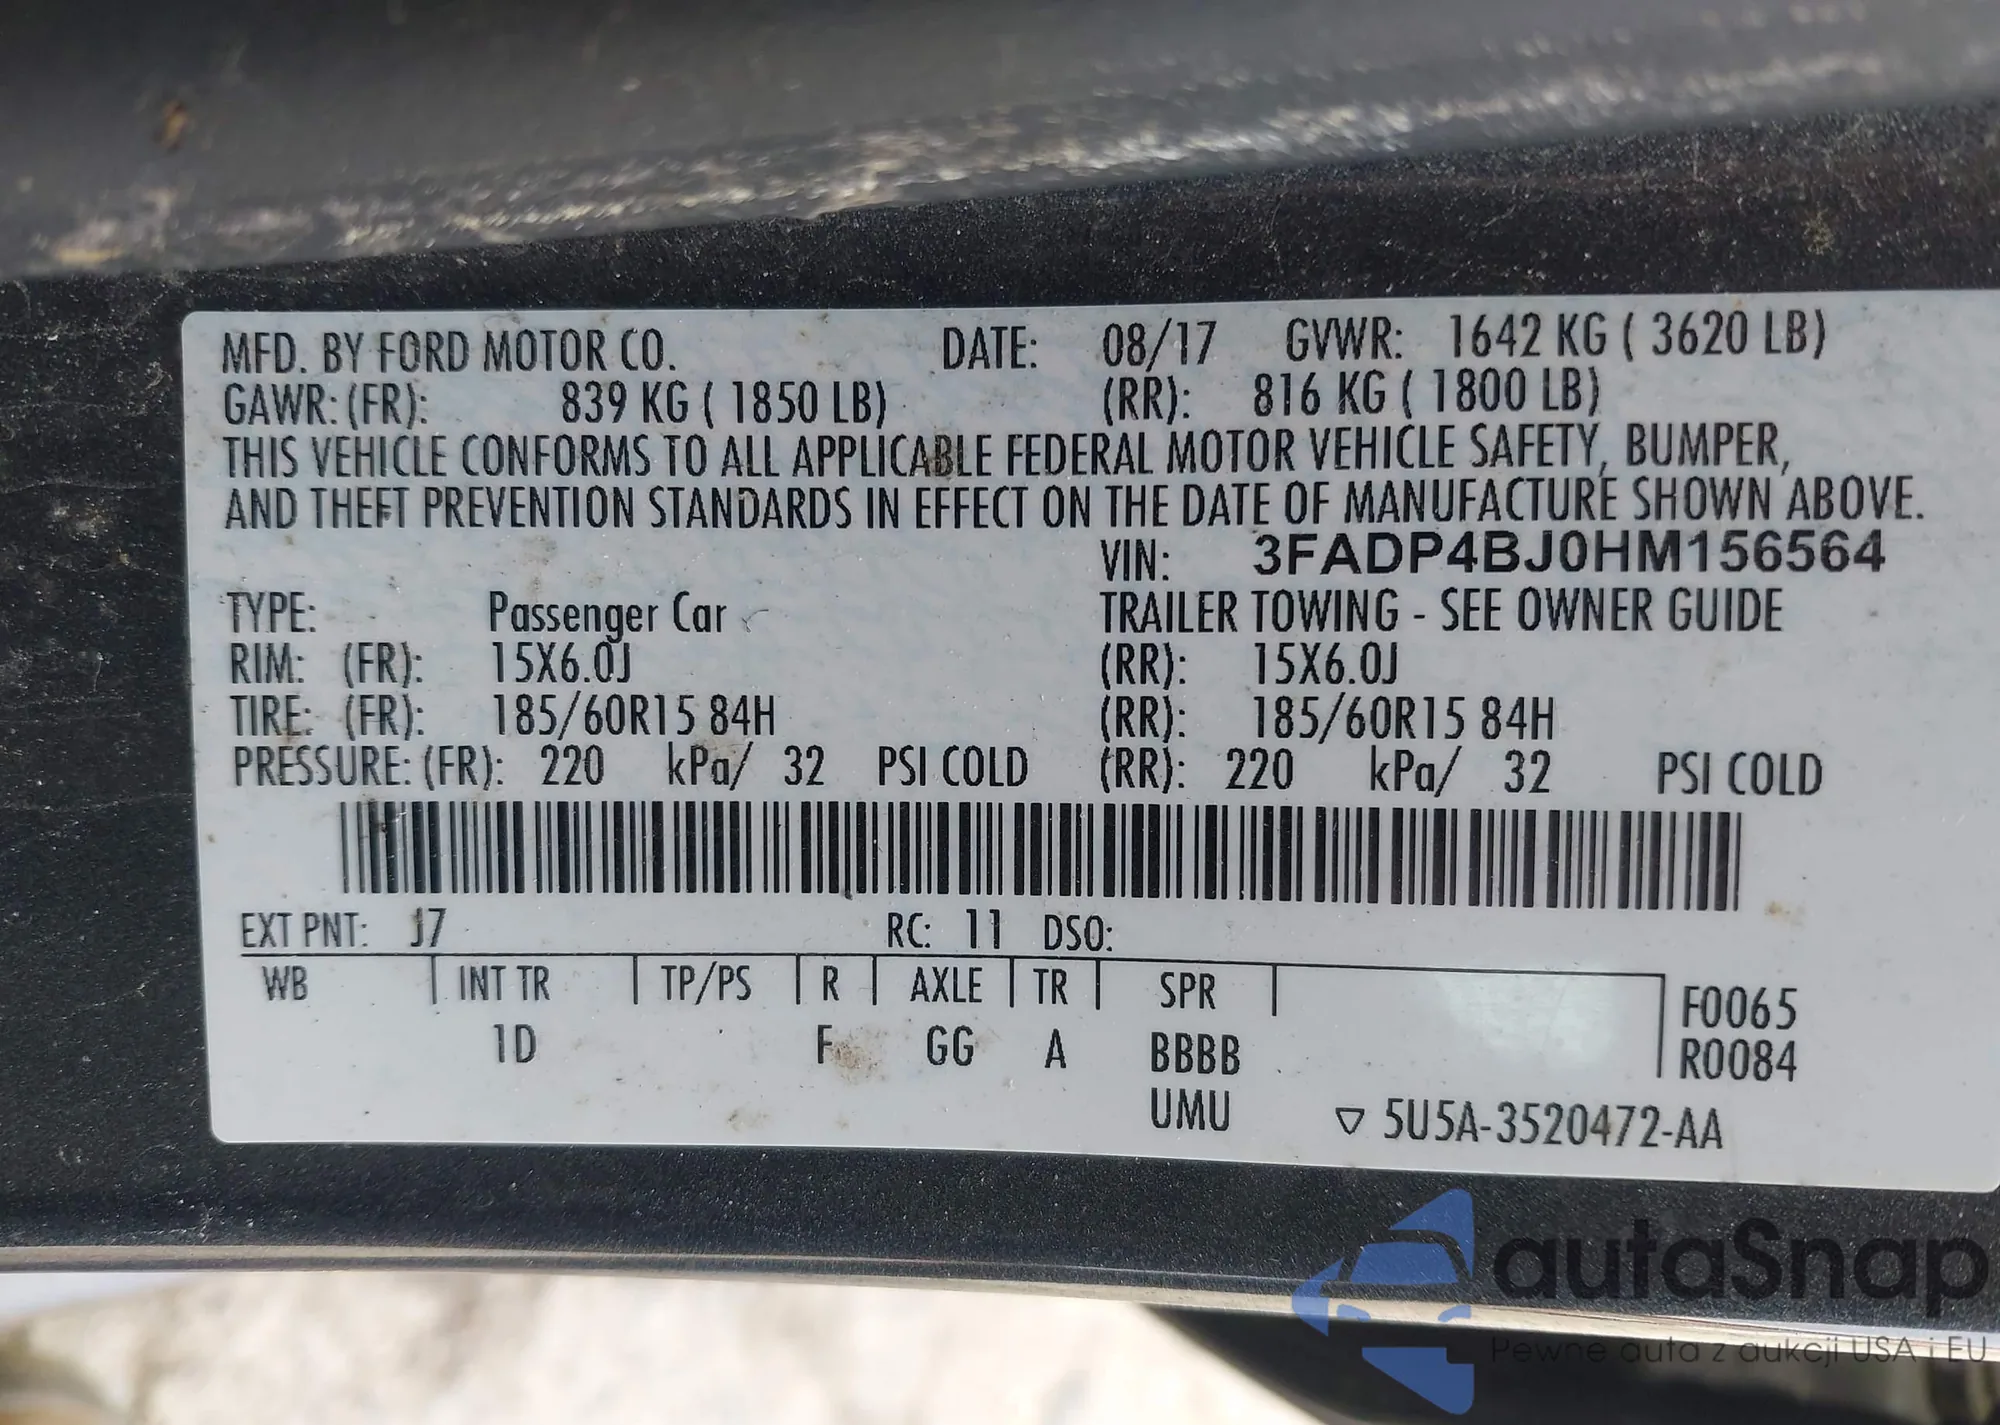 MFD. BY FORD MOTOR CO. DATE: 08/17 GVWR: 1642 KG ( 3620 LB)
GAWR: (FR): 839 KG ( 1850 LB) (RR): 816 KG ( 1800 LB)
THIS VEHICLE CONFORMS TO ALL APPLICABLE FEDERAL MOTOR VEHICLE SAFETY, BUMPER,
AND THEFT PREVENTION STANDARDS IN EFFECT ON THE DATE OF MANUFACTURE SHOWN ABOVE.
VIN: 3FADP4BJ0HM156564
TYPE: Passenger Car TRAILER TOWING - SEE OWNER GUIDE
RIM: (FR): 15X6.0J (RR): 15X6.0J
TIRE: (FR): 185/60R15 84H (RR): 185/60R15 84H
PRESSURE: (FR): 220 kPa/ 32 PSI COLD (RR): 220 kPa/ 32 PSI COLD
EXT PNT: J7 RC: 11 DSO:
WB INT TR TP/PS R AXLE TR SPR F0065
1D F GG A BBBB R0084
UMU ▽ 5U5A-3520472-AA
autaSnap
Pewne auta z aukcji USA i EU